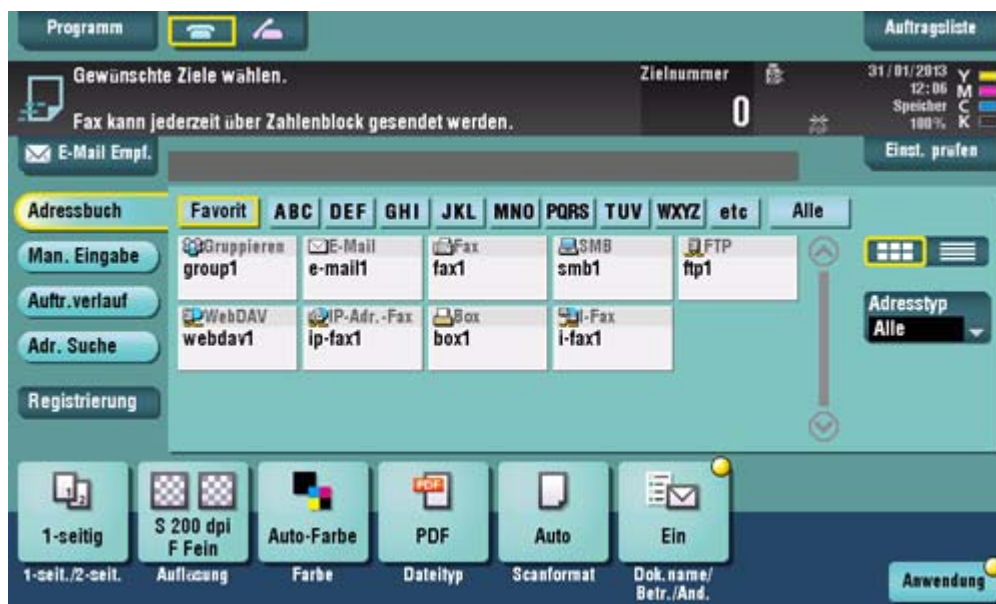 Programm
Auftragsliste
Gewünschte Ziele wählen.
Zielnummer
31/01/2013
12:06
Speicher
100%
Y
M
C
K
Fax kann jederzeit über Zahlenblock gesendet werden.
0
E-Mail Empf.
Einst. prüfen
Adressbuch
Favorit ABC DEF GHI JKL MNO PQRS TUV WXYZ etc Alle
Gruppieren E-Mail Fax SMB FTP
group1 e-mail1 fax1 smb1 ftp1
Man. Eingabe
Auftr.verlauf
Adresstyp
Alle
WebDAV IP-Adr.-Fax Box I-Fax
webdav1 ip-fax1 box1 i-fax1
Adr. Suche
Registrierung
1-seitig
S 200 dpi
F Fein
Auto-Farbe
PDF
PDF
Auto
Ein
1-seit./2-seit.
Auflösung
Farbe
Dateityp
Scanformat
Dok.name/
Betr./And.
Anwendung